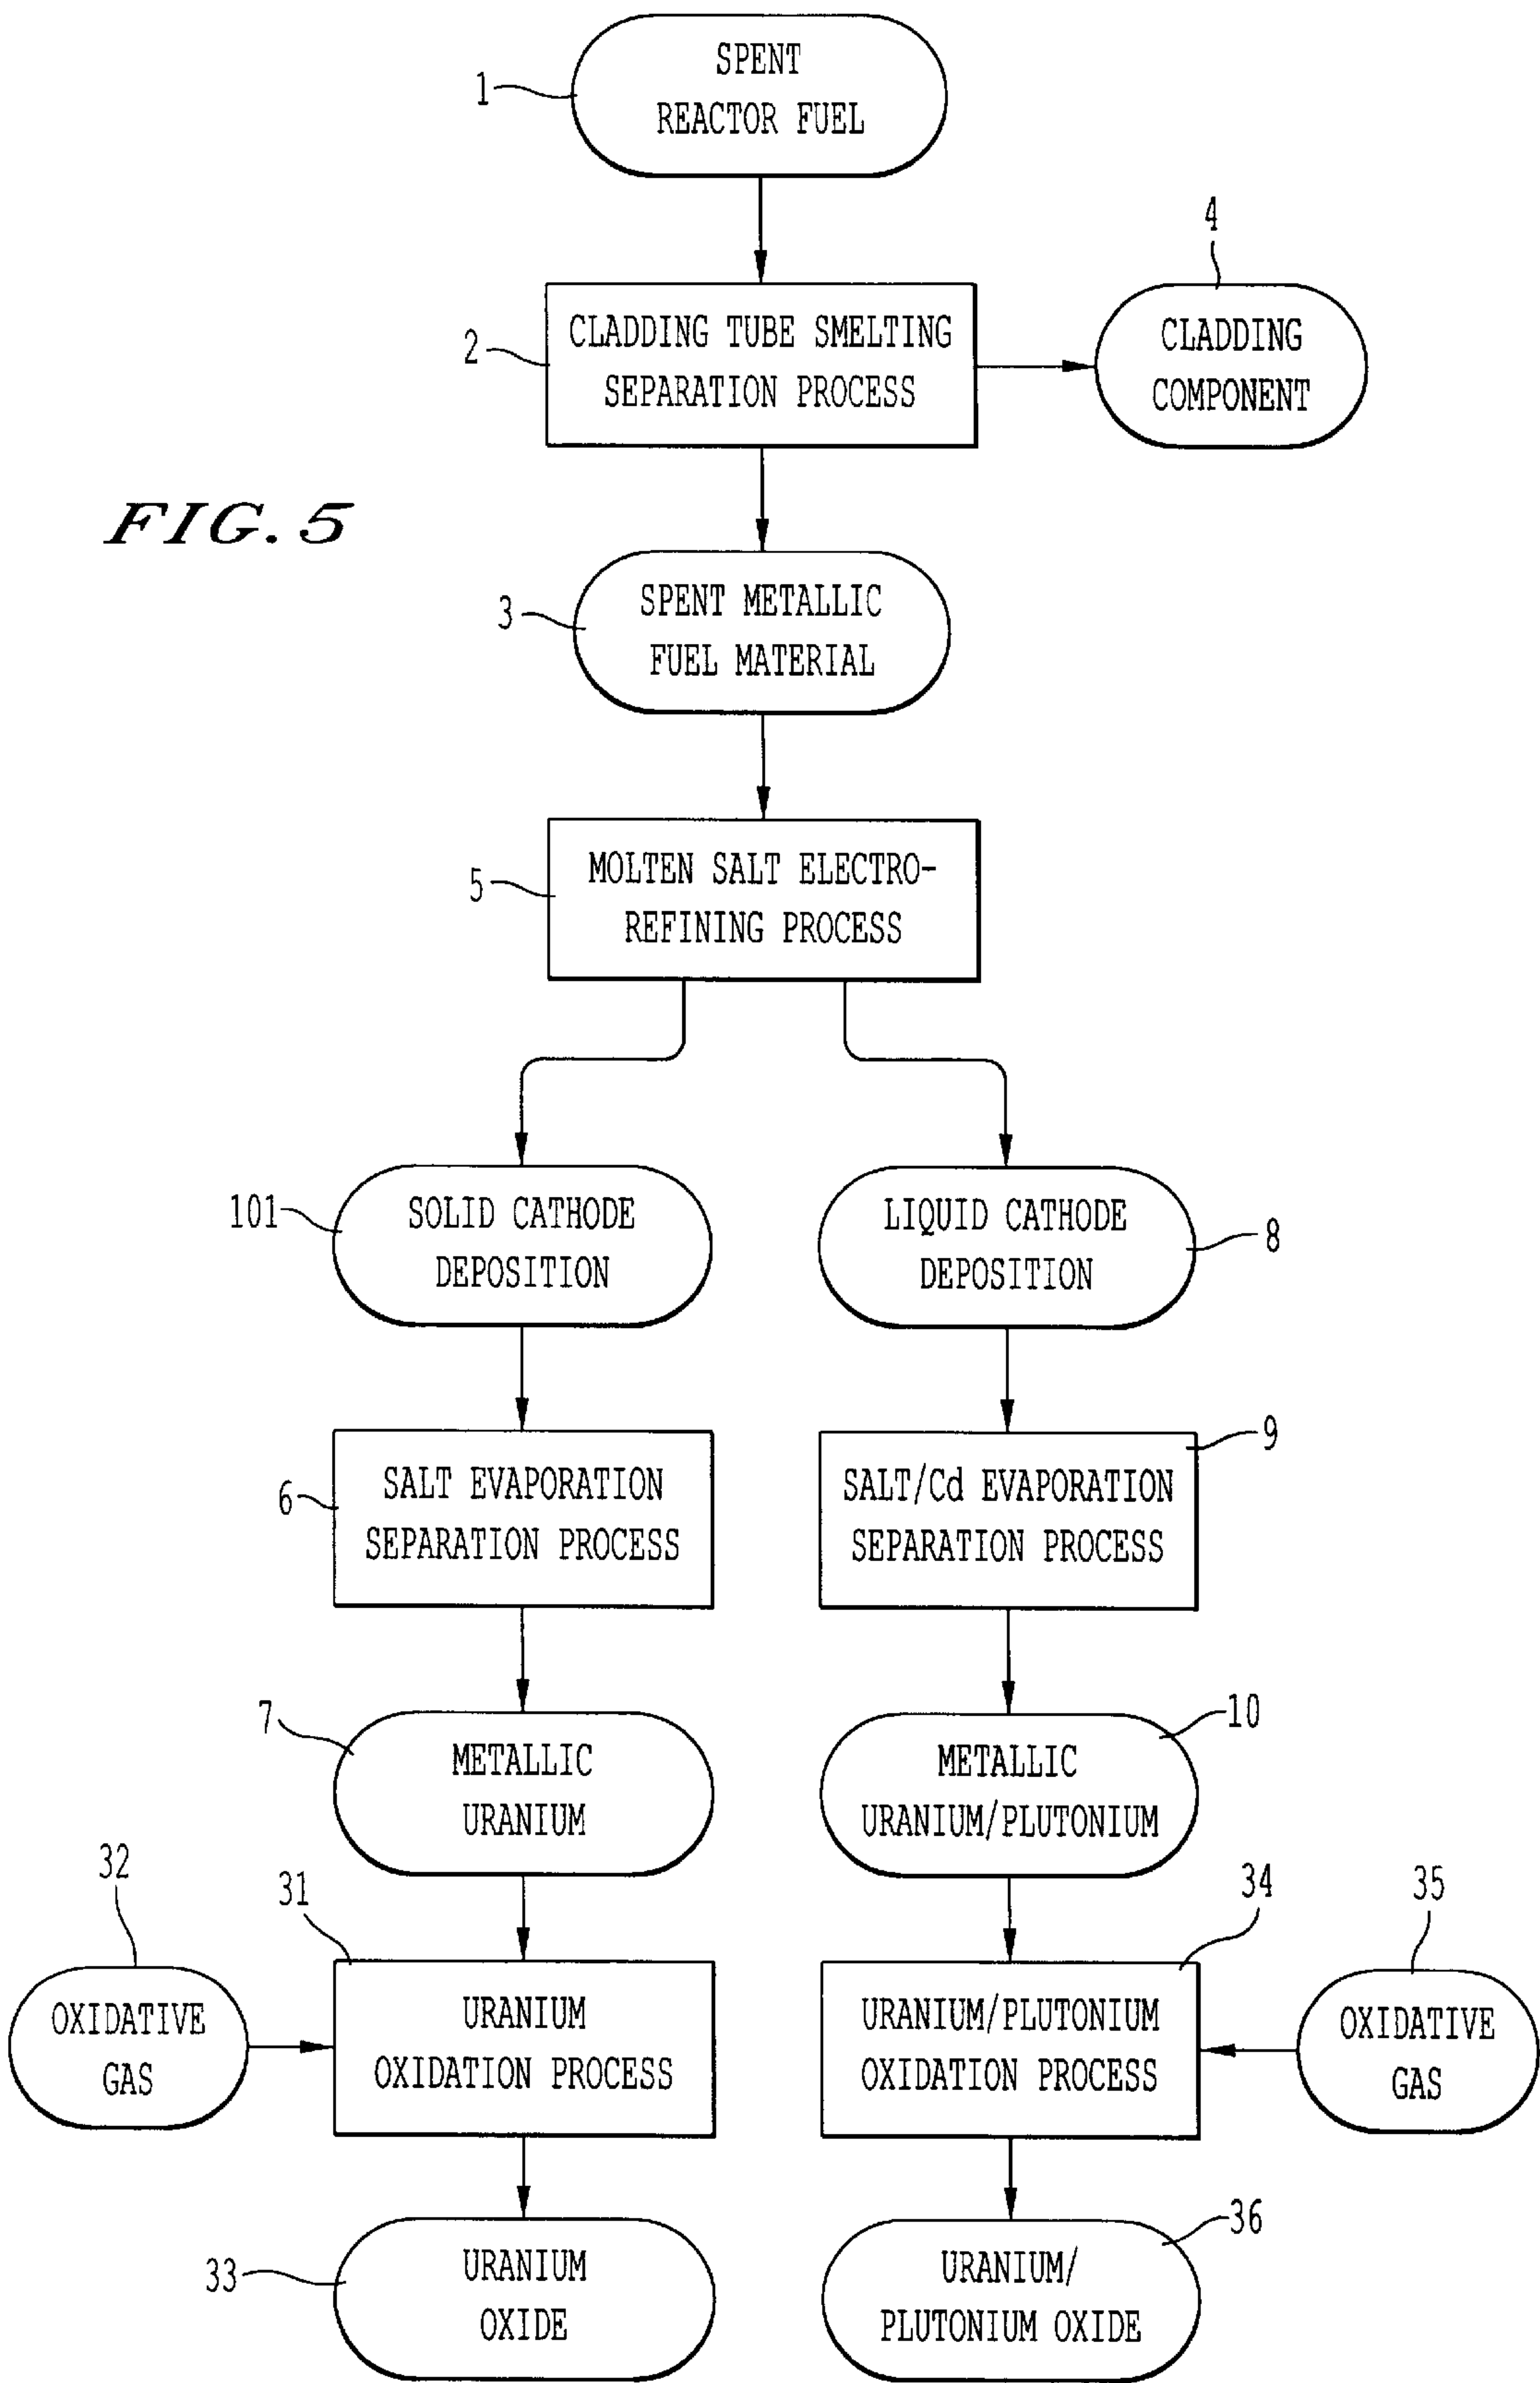 1
SPENT
REACTOR FUEL
4
2
CLADDING TUBE SMELTING
SEPARATION PROCESS
CLADDING
COMPONENT
FIG. 5
3
SPENT METALLIC
FUEL MATERIAL
5
MOLTEN SALT ELECTRO-
REFINING PROCESS
101
SOLID CATHODE
DEPOSITION
LIQUID CATHODE
DEPOSITION
8
6
SALT EVAPORATION
SEPARATION PROCESS
9
SALT/Cd EVAPORATION
SEPARATION PROCESS
7
METALLIC
URANIUM
10
METALLIC
URANIUM/PLUTONIUM
32
31
34
35
OXIDATIVE
GAS
URANIUM
OXIDATION PROCESS
URANIUM/PLUTONIUM
OXIDATION PROCESS
OXIDATIVE
GAS
33
URANIUM
OXIDE
36
URANIUM/
PLUTONIUM OXIDE